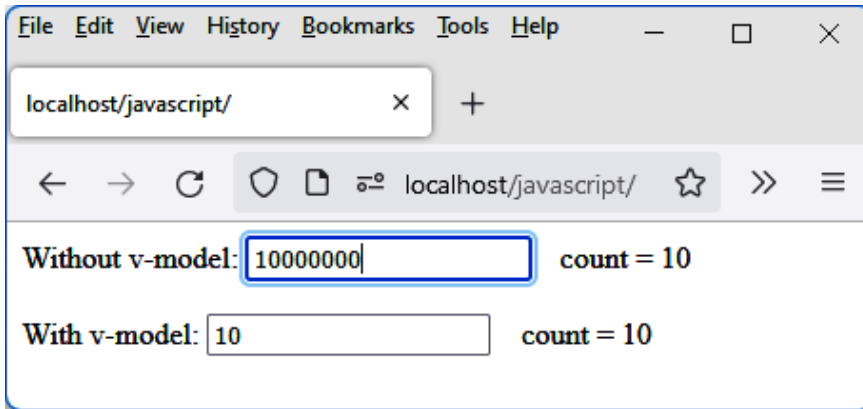 File Edit View History Bookmarks Tools Help
localhost/javascript/
localhost/javascript/
Without v-model: 10000000 count = 10
With v-model: 10 count = 10